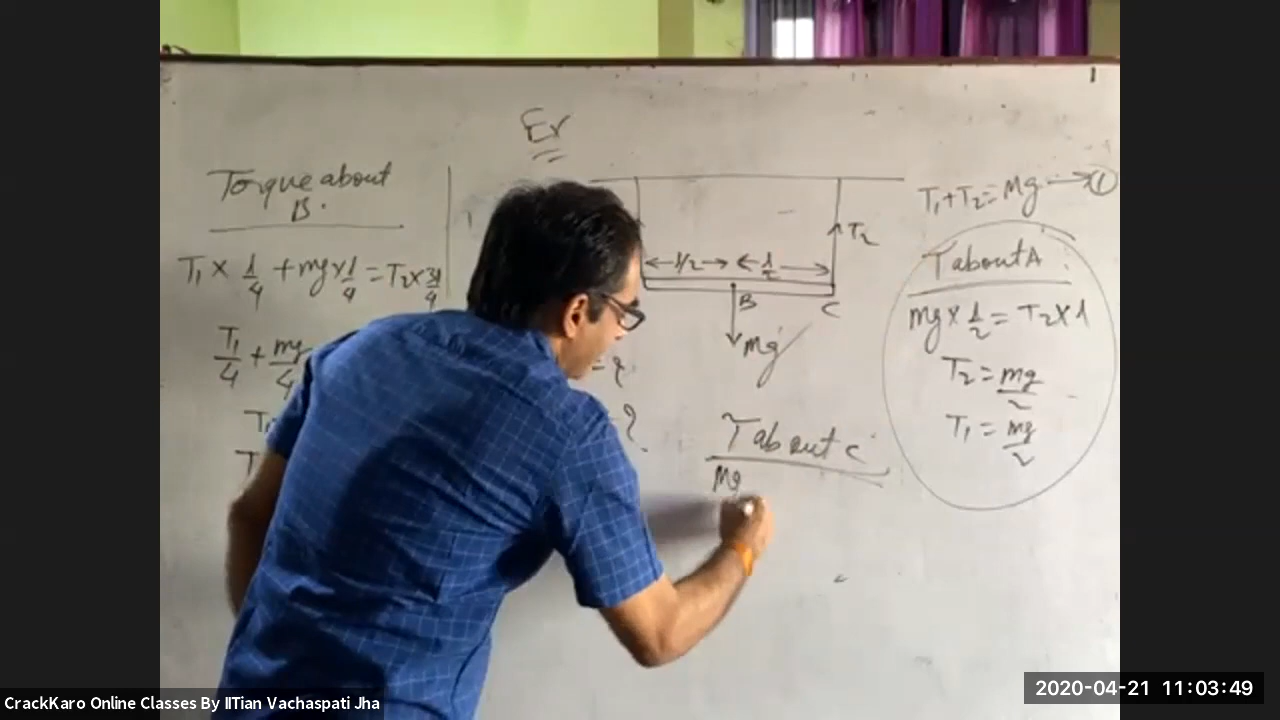 Ex
Torque about
B.
T₁ × l/4 + mg × l/4 = T₂ × 3l/4
T₁/4 + mg/4
T₁
T
l/2
l/2
T₂
B
C
Mg
= ?
?
T about C
Mg
T₁+T₂=Mg → ①
T about A
mg × l/2 = T₂ × l
T₂ = mg/2
T₁ = mg/2
2020-04-21 11:03:49
CrackKaro Online Classes By IITian Vachaspati Jha